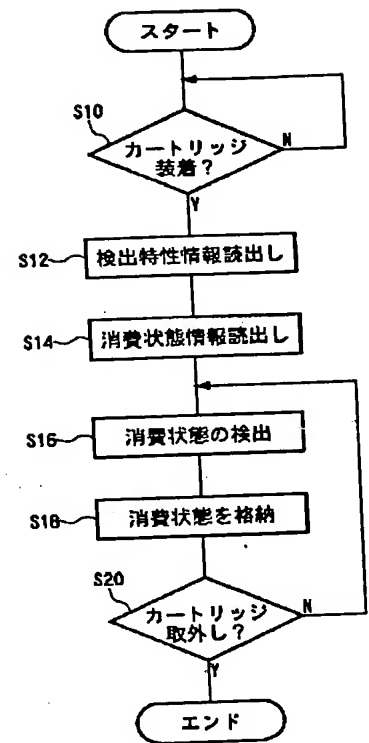 スタート
S10
カートリッジ
装着?
N
Y
S12
検出特性情報読出し
S14
消費状態情報読出し
S16
消費状態の検出
S18
消費状態を格納
S20
カートリッジ
取外し?
N
Y
エンド